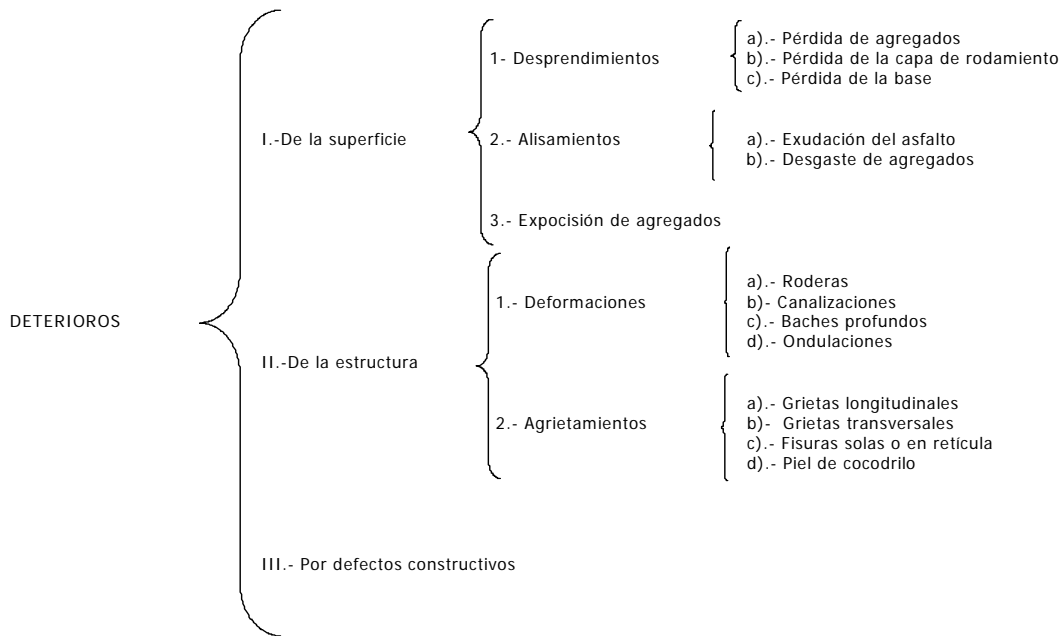 DETERIOROS
I.-De la superficie
1- Desprendimientos
a).- Pérdida de agregados
b).- Pérdida de la capa de rodamiento
c).- Pérdida de la base
2.- Alisamientos
a).- Exudación del asfalto
b).- Desgaste de agregados
3.- Expocisión de agregados
II.-De la estructura
1.- Deformaciones
a).- Roderas
b)- Canalizaciones
c).- Baches profundos
d).- Ondulaciones
2.- Agrietamientos
a).- Grietas longitudinales
b)- Grietas transversales
c).- Fisuras solas o en retícula
d).- Piel de cocodrilo
III.- Por defectos constructivos